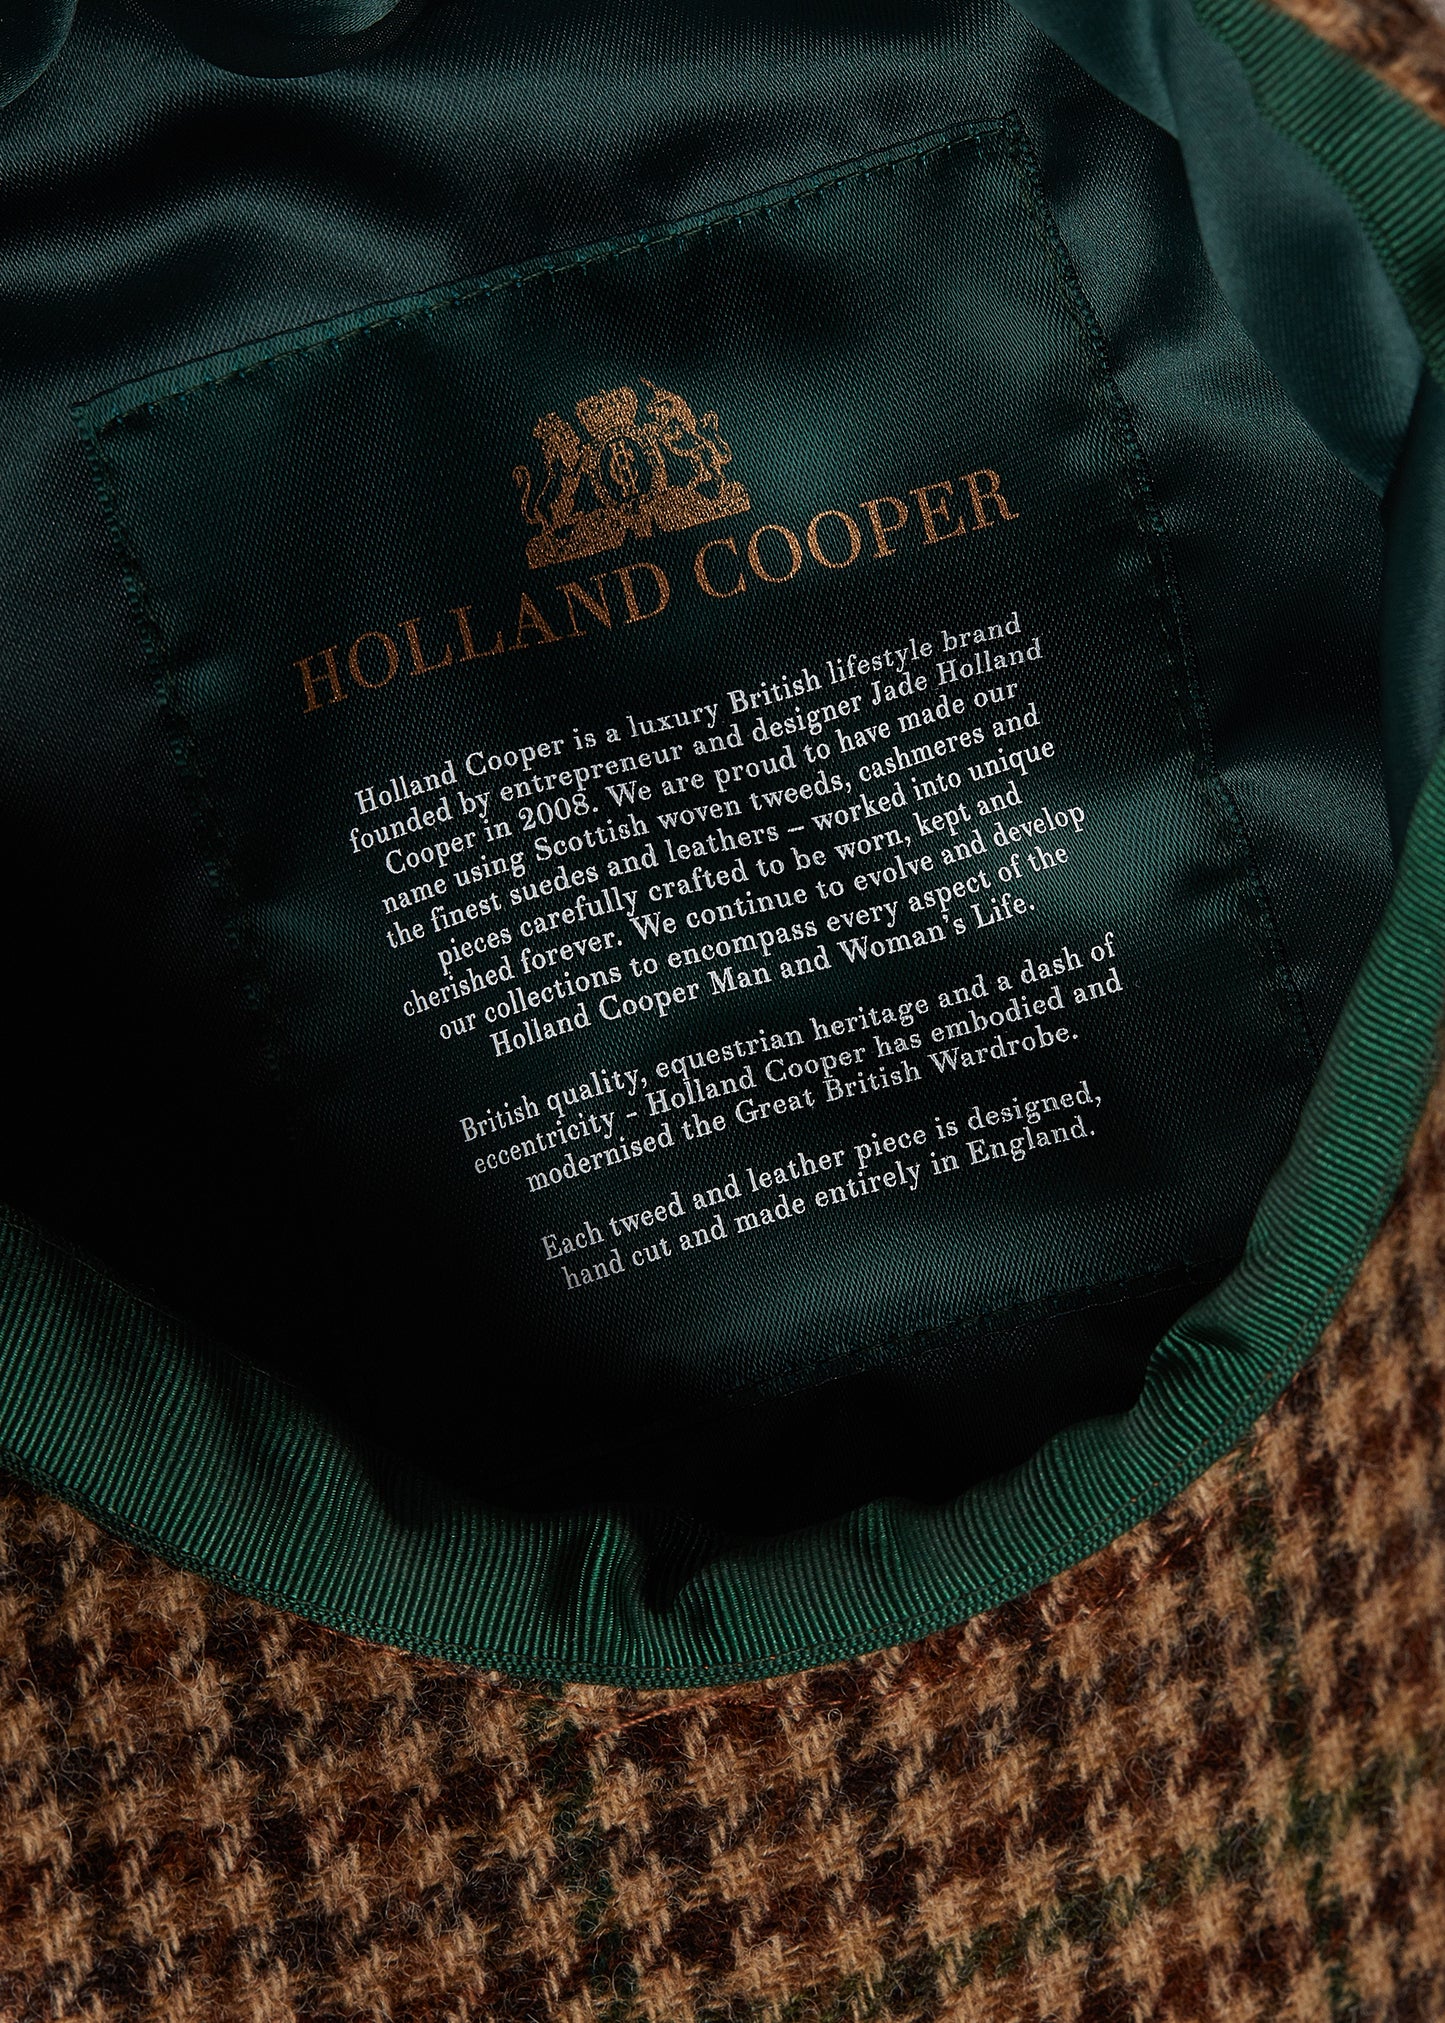 HOLLAND COOPER
Holland Cooper is a luxury British lifestyle brand
founded by entrepreneur and designer Jade Holland
Cooper in 2008. We are proud to have made our
name using Scottish woven tweeds, cashmeres and
the finest suedes and leathers – worked into unique
pieces carefully crafted to be worn, kept and
cherished forever. We continue to evolve and develop
our collections to encompass every aspect of the
Holland Cooper Man and Woman's Life.
British quality, equestrian heritage and a dash of
eccentricity - Holland Cooper has embodied and
modernised the Great British Wardrobe.
Each tweed and leather piece is designed,
hand cut and made entirely in England.